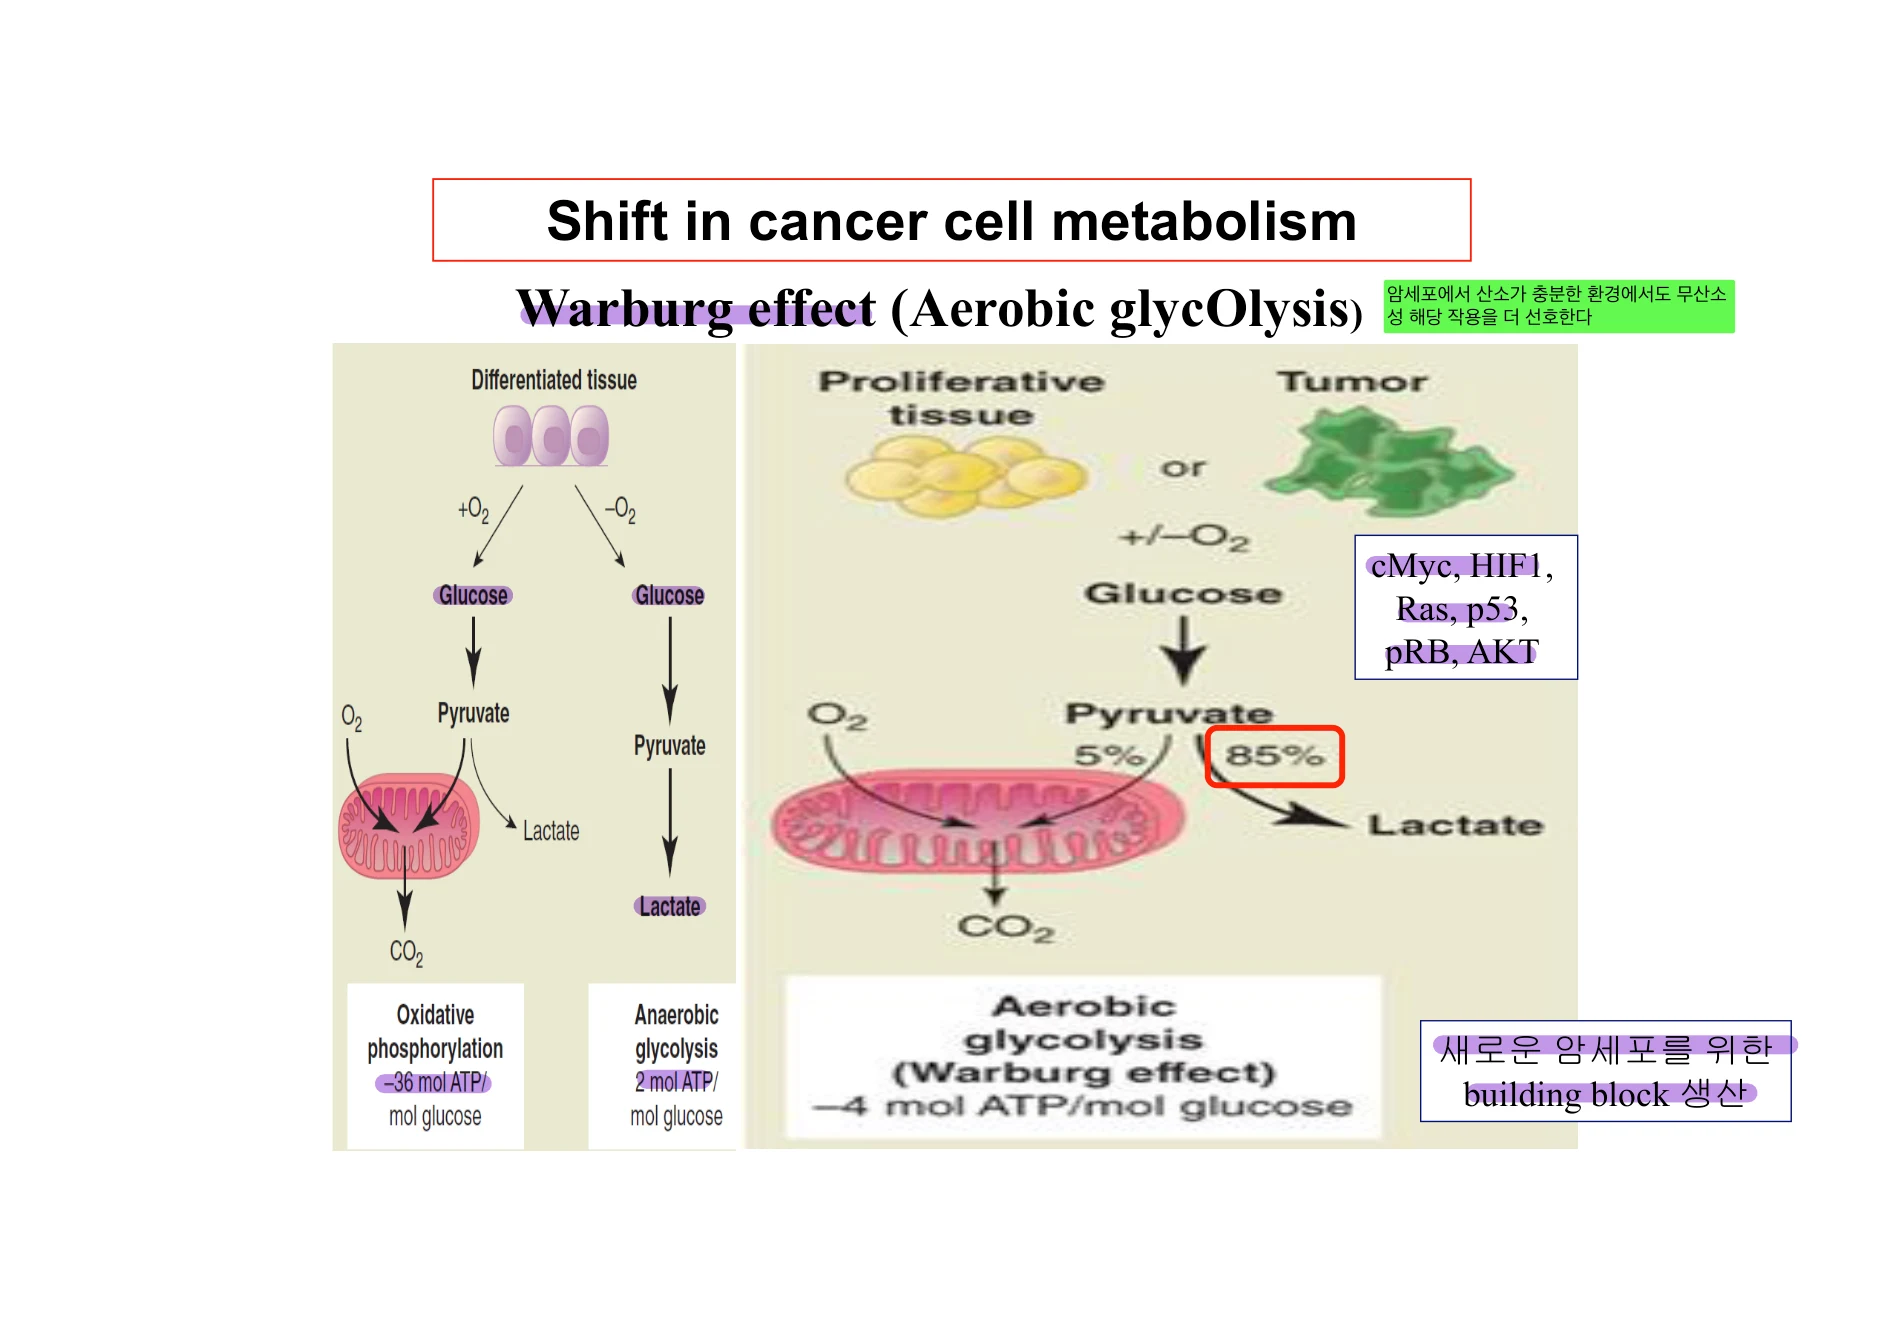 Shift in cancer cell metabolism
Warburg effect (Aerobic glycOlysis)
암세포에서 산소가 충분한 환경에서도 무산소
성 해당 작용을 더 선호한다
Differentiated tissue
+O2
–O2
Glucose
Glucose
O2
Pyruvate
Pyruvate
Lactate
Lactate
CO2
Oxidative
phosphorylation
–36 mol ATP/
mol glucose
Anaerobic
glycolysis
2 mol ATP/
mol glucose
Proliferative
tissue
or
Tumor
+/–O2
Glucose
cMyc, HIF1,
Ras, p53,
pRB, AKT
O2
Pyruvate
5%
85%
Lactate
CO2
Aerobic
glycolysis
(Warburg effect)
–4 mol ATP/mol glucose
새로운 암세포를 위한
building block 생산